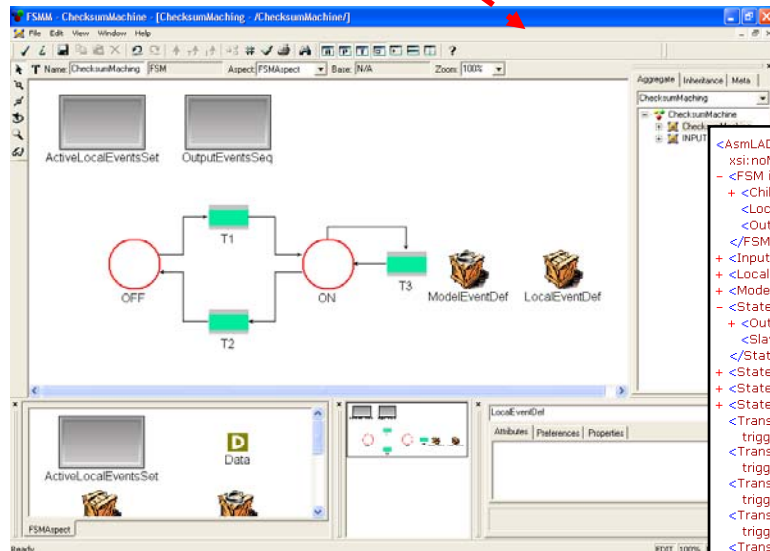 FSMM - ChecksumMachine - [ChecksumMaching - /ChecksumMachine/]
File Edit View Window Help
Name: ChecksumMaching FSM Aspect: FSMAspect Base: N/A Zoom: 100%
Aggregate Inheritance Meta
ChecksumMaching
ChecksumMachine
INPUT
ActiveLocalEventsSet
OutputEventsSeq
T1
OFF
ON
T3
ModelEventDef
LocalEventDef
T2
<AsmLAD
- <FSM i
+ <Chil
<Loc
<Out
</FSM
+ <Input
+ <Local
+ <Mode
- <State
+ <Out
<Sla
</Stat
+ <State
+ <State
+ <State
<Trans
trigg
<Trans
trigg
<Trans
trigg
<Trans
trigg
<Trans
ActiveLocalEventsSet
D
Data
FSMAspect
LocalEventDef
Attributes Preferences Properties
Ready
EDIT 100%